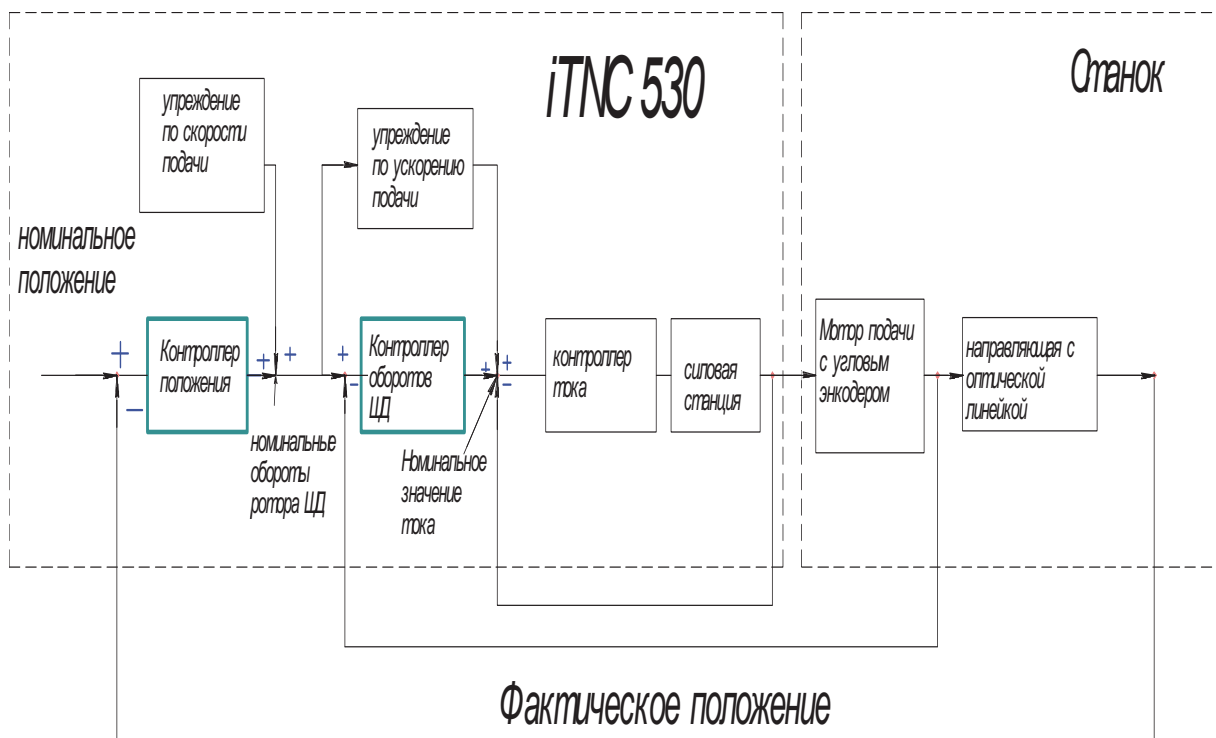 iTNC 530
Станок
упреждение
по скорости
подачи
упреждение
по ускорению
подачи
номинальное
положение
+
−
Контроллер
положения
+
−
+
+
−
Контроллер
оборотов
ШД
+
+
−
контроллер
тока
силовая
станция
Мотор подачи
с угловым
энкодером
направляющая с
оптической
линейкой
номинальные
обороты
ротора ШД
Номинальное
значение
тока
Фактическое положение